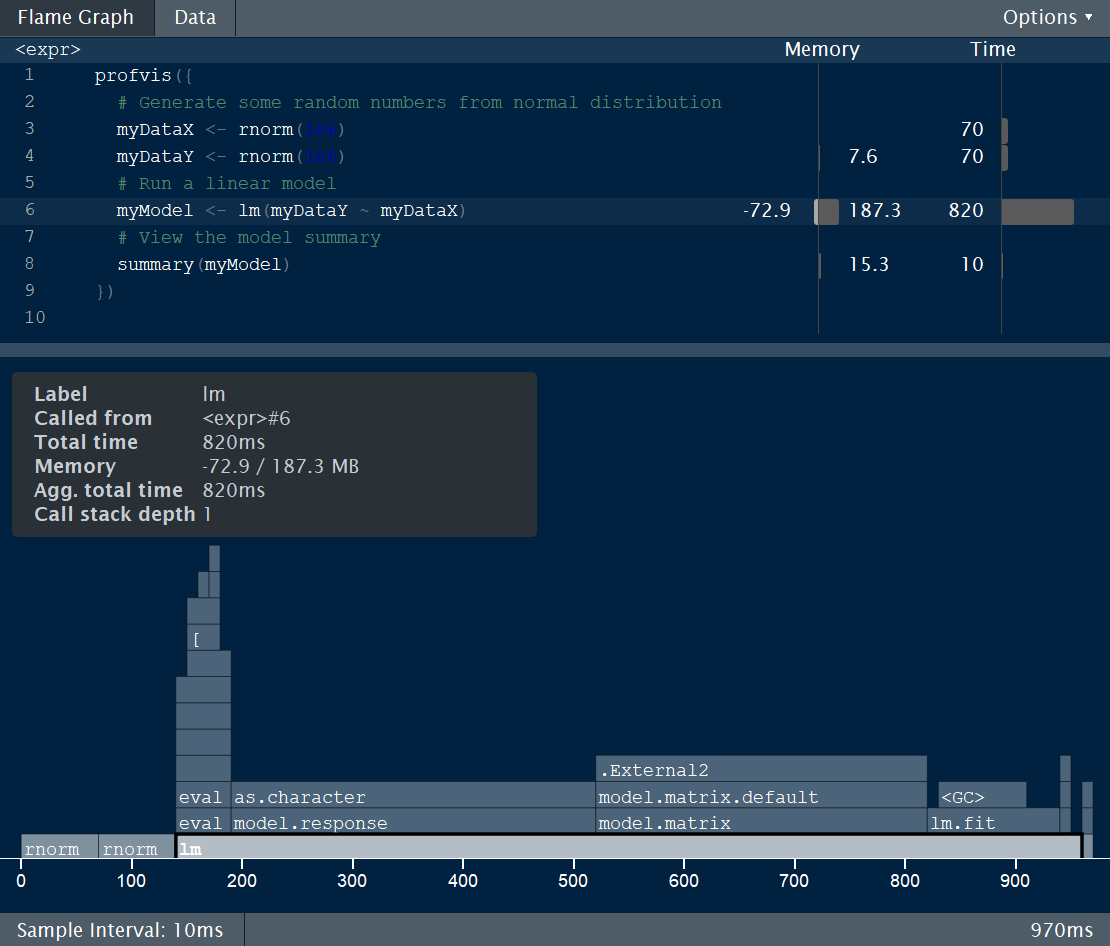 Flame Graph Data Options ▼
<expr> Memory Time
1 profvis({
2 # Generate some random numbers from normal distribution
3 myDataX <- rnorm(1e6) 70
4 myDataY <- rnorm(1e6) 7.6 70
5 # Run a linear model
6 myModel <- lm(myDataY ~ myDataX) -72.9 187.3 820
7 # View the model summary
8 summary(myModel) 15.3 10
9 })
10
Label lm
Called from <expr>#6
Total time 820ms
Memory -72.9 / 187.3 MB
Agg. total time 820ms
Call stack depth 1
[
.External2
eval as.character model.matrix.default <GC>
eval model.response model.matrix lm.fit
rnorm rnorm lm
0 100 200 300 400 500 600 700 800 900
Sample Interval: 10ms 970ms